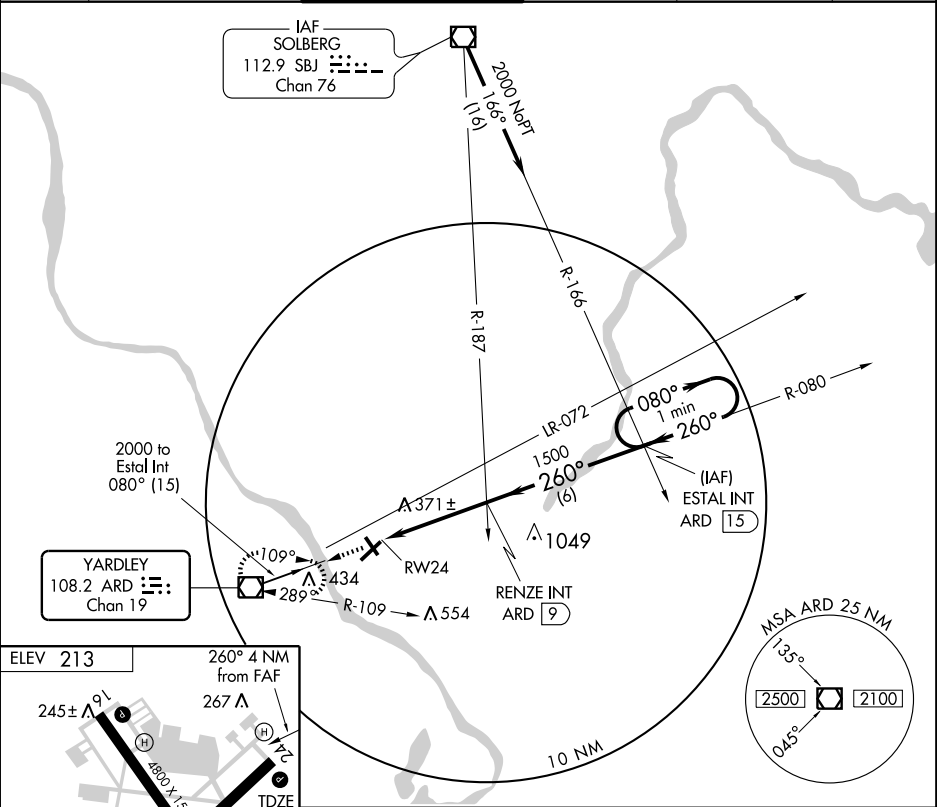 IAF
SOLBERG
112.9 SBJ
Chan 76
2000 NoPT
166°
(16)
R-166
R-187
LR-072
R-080
080°
1 min
260°
1500
260°
(6)
(IAF)
ESTAL INT
ARD 15
2000 to
Estal Int
080° (15)
371±
1049
RW24
RENZE INT
ARD 9
YARDLEY
108.2 ARD
Chan 19
109°
434
289°
R-109
554
10 NM
MSA ARD 25 NM
135°
2500
2100
045°
ELEV 213
260° 4 NM
from FAF
267
245±
16
P
H
H
24
P
4800 X 15
TDZE